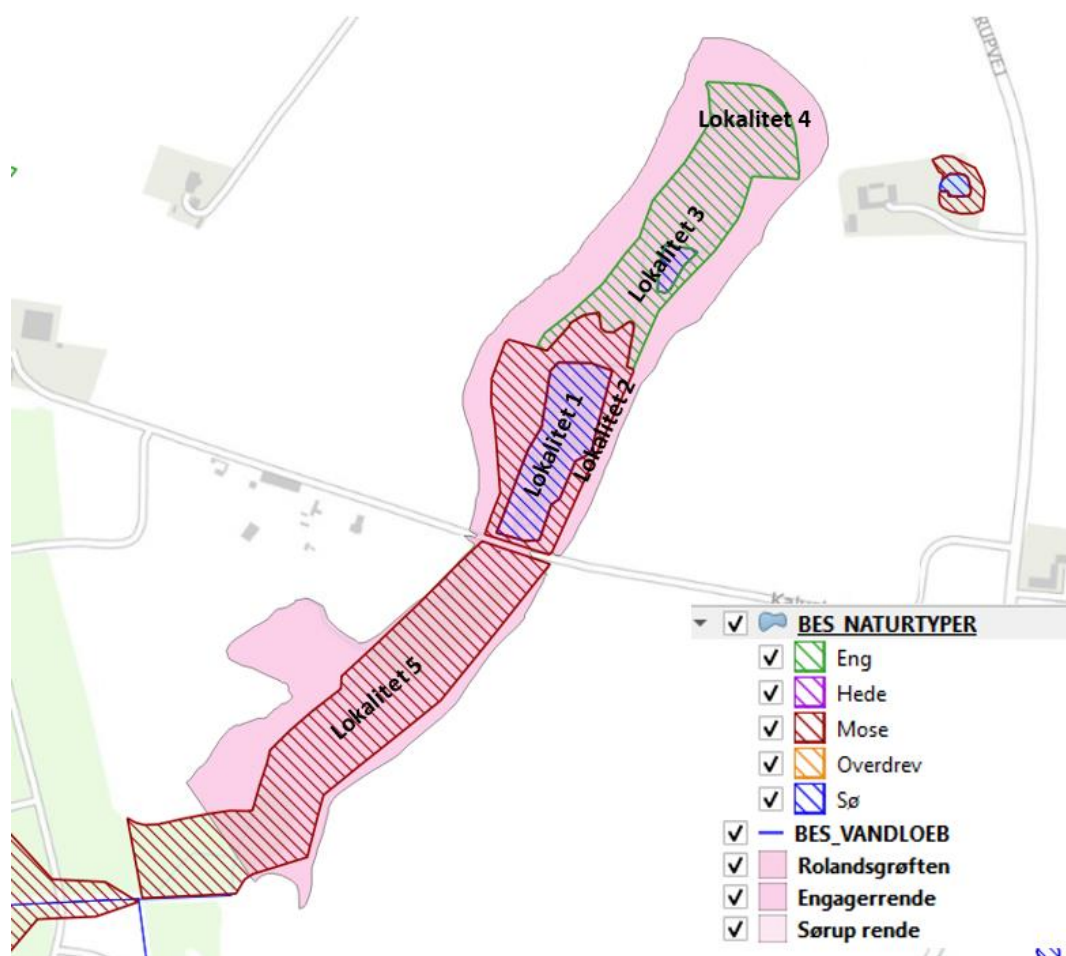 RUPVEJ
Lokalitet 4
Lokalitet 3
Lokalitet 2
Lokalitet 1
Lokalitet 5
BES_NATURTYPER
Eng
Hede
Mose
Overdrev
Sø
BES_VANDLOEB
Rolandsgrøften
Engagerrende
Sørup rende